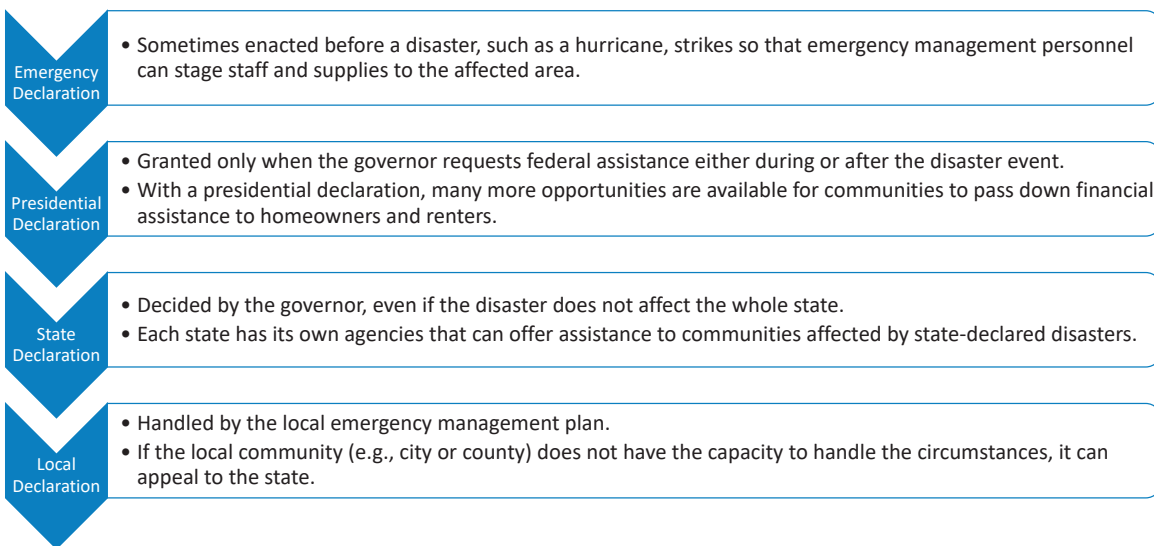 Emergency
Declaration
• Sometimes enacted before a disaster, such as a hurricane, strikes so that emergency management personnel
can stage staff and supplies to the affected area.
Presidential
Declaration
• Granted only when the governor requests federal assistance either during or after the disaster event.
• With a presidential declaration, many more opportunities are available for communities to pass down financial
assistance to homeowners and renters.
State
Declaration
• Decided by the governor, even if the disaster does not affect the whole state.
• Each state has its own agencies that can offer assistance to communities affected by state-declared disasters.
Local
Declaration
• Handled by the local emergency management plan.
• If the local community (e.g., city or county) does not have the capacity to handle the circumstances, it can
appeal to the state.